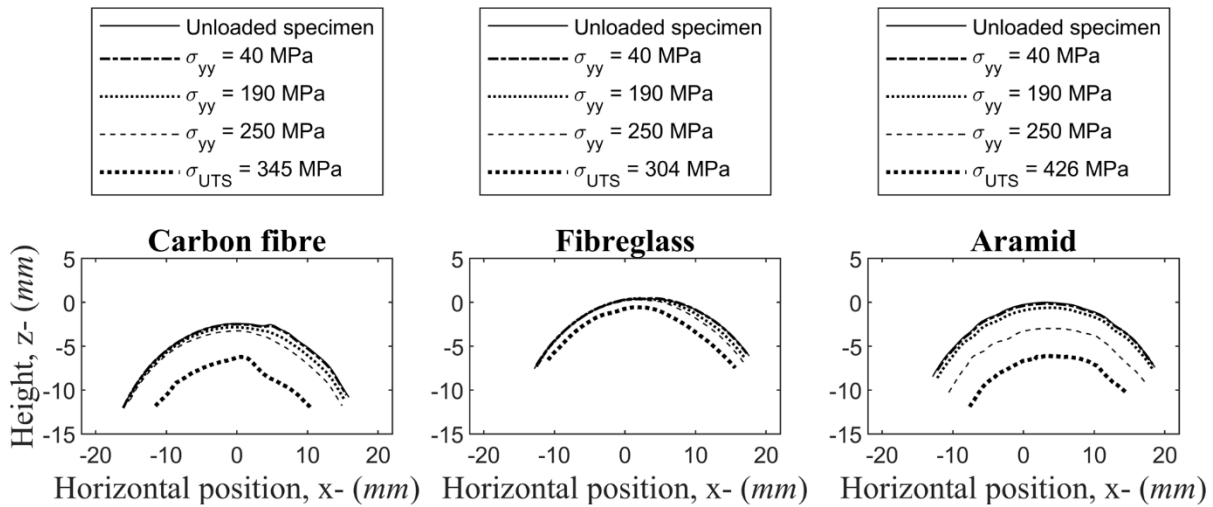 Unloaded specimen
σyy = 40 MPa
σyy = 190 MPa
σyy = 250 MPa
σUTS = 345 MPa
Unloaded specimen
σyy = 40 MPa
σyy = 190 MPa
σyy = 250 MPa
σUTS = 304 MPa
Unloaded specimen
σyy = 40 MPa
σyy = 190 MPa
σyy = 250 MPa
σUTS = 426 MPa
Carbon fibre
Height, z- (mm)
5
0
-5
-10
-15
-20 -10 0 10 20
Horizontal position, x- (mm)
Fibreglass
5
0
-5
-10
-15
-20 -10 0 10 20
Horizontal position, x- (mm)
Aramid
5
0
-5
-10
-15
-20 -10 0 10 20
Horizontal position, x- (mm)